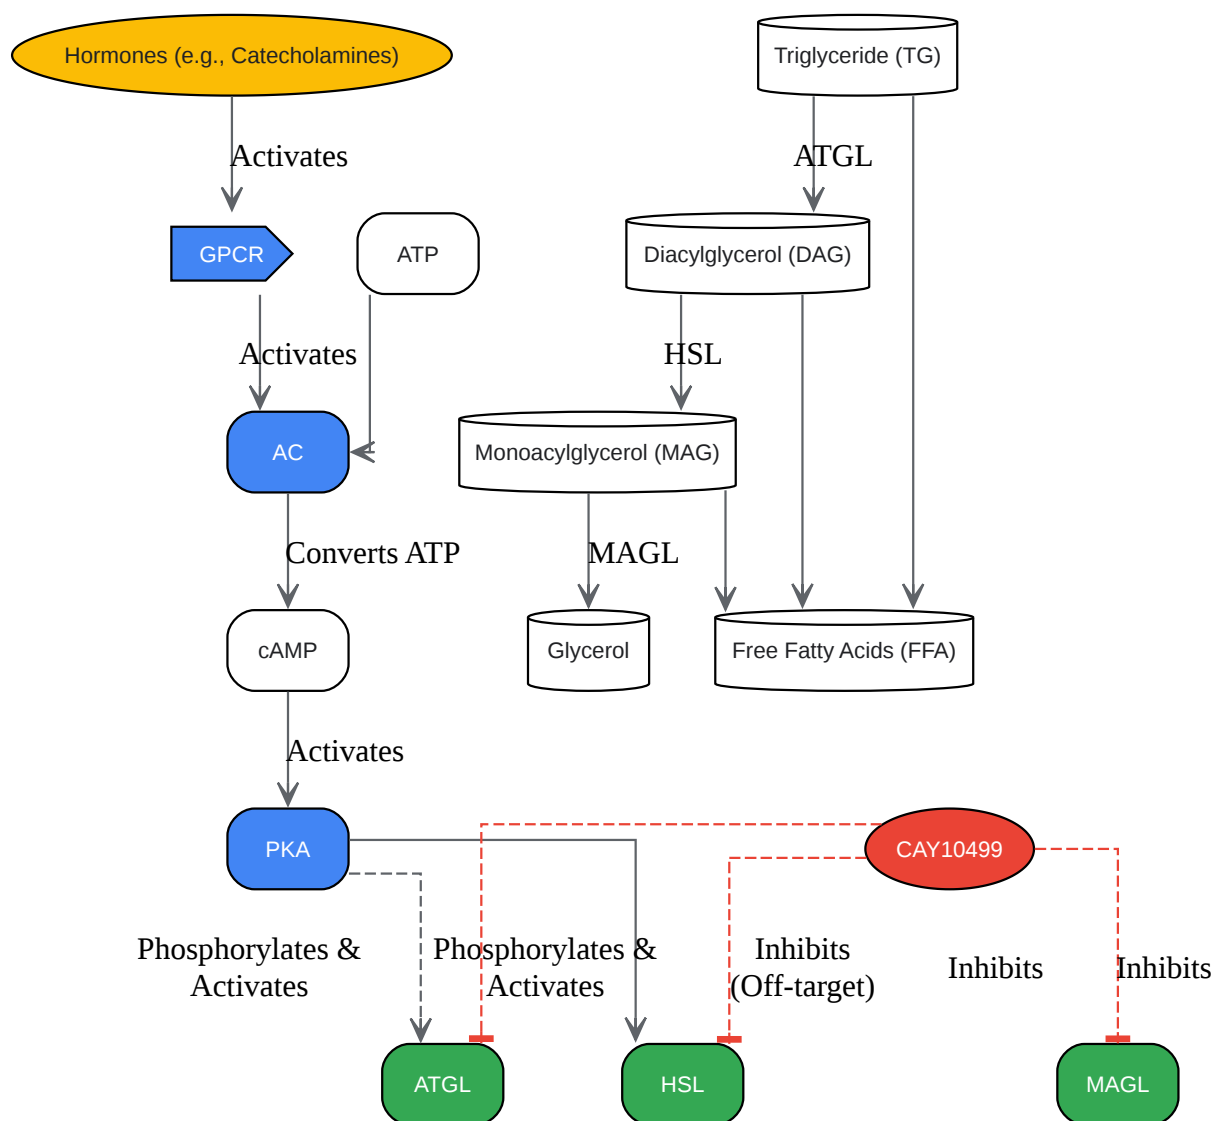 Hormones (e.g., Catecholamines)
Triglyceride (TG)
Activates
ATGL
GPCR
ATP
Diacylglycerol (DAG)
Activates
HSL
AC
Monoacylglycerol (MAG)
Converts ATP
MAGL
cAMP
Glycerol
Free Fatty Acids (FFA)
Activates
PKA
CAY10499
Phosphorylates &
Activates
Phosphorylates &
Activates
Inhibits
(Off-target)
Inhibits
Inhibits
ATGL
HSL
MAGL